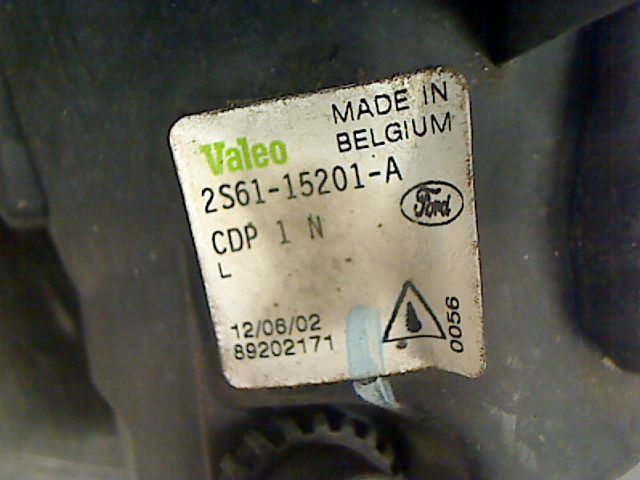 MADE IN
BELGIUM
Valeo
2S61-15201-A
Ford
CDP 1 N
L
12/06/02
89202171
0056